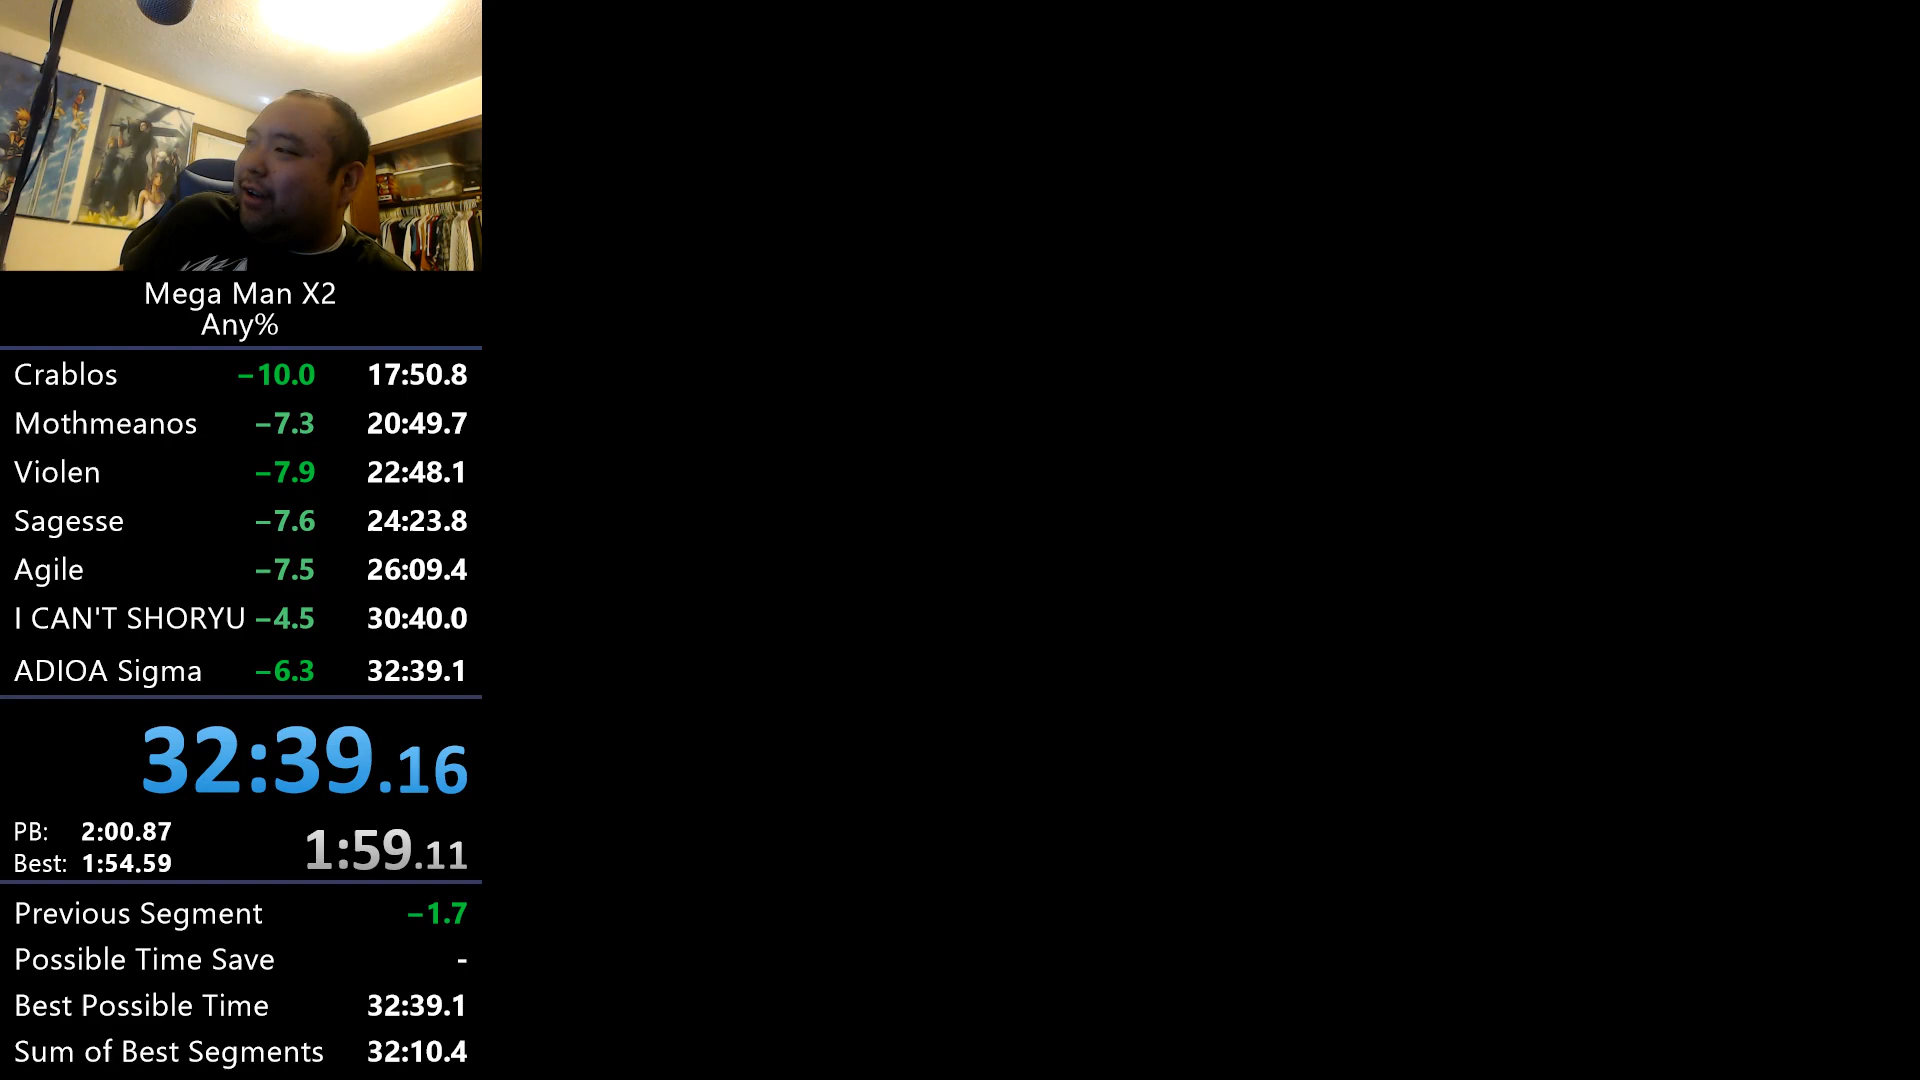 Mega Man X2
Any%
Crablos −10.0 17:50.8
Mothmeanos −7.3 20:49.7
Violen −7.9 22:48.1
Sagesse −7.6 24:23.8
Agile −7.5 26:09.4
I CAN'T SHORYU −4.5 30:40.0
ADIOA Sigma −6.3 32:39.1
32:39.16
PB: 2:00.87
Best: 1:54.59
1:59.11
Previous Segment −1.7
Possible Time Save -
Best Possible Time 32:39.1
Sum of Best Segments 32:10.4